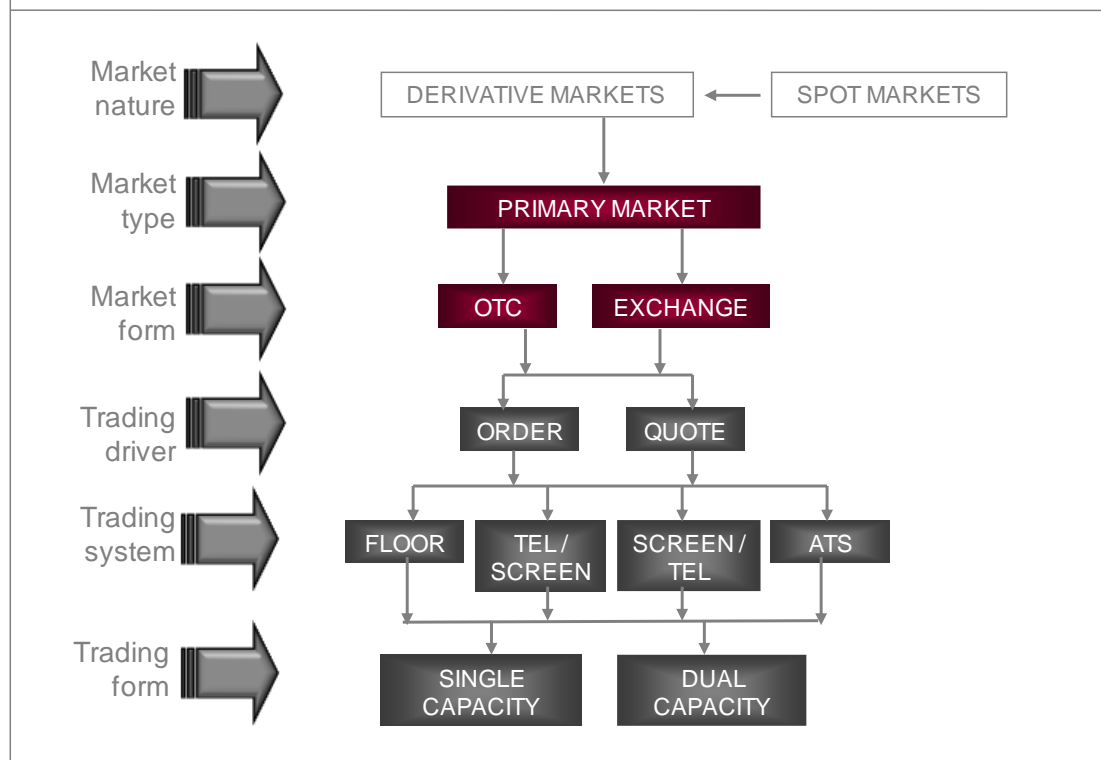 Market
nature
DERIVATIVE MARKETS
SPOT MARKETS
Market
type
PRIMARY MARKET
Market
form
OTC
EXCHANGE
Trading
driver
ORDER
QUOTE
Trading
system
FLOOR
TEL /
SCREEN
SCREEN /
TEL
ATS
Trading
form
SINGLE
CAPACITY
DUAL
CAPACITY